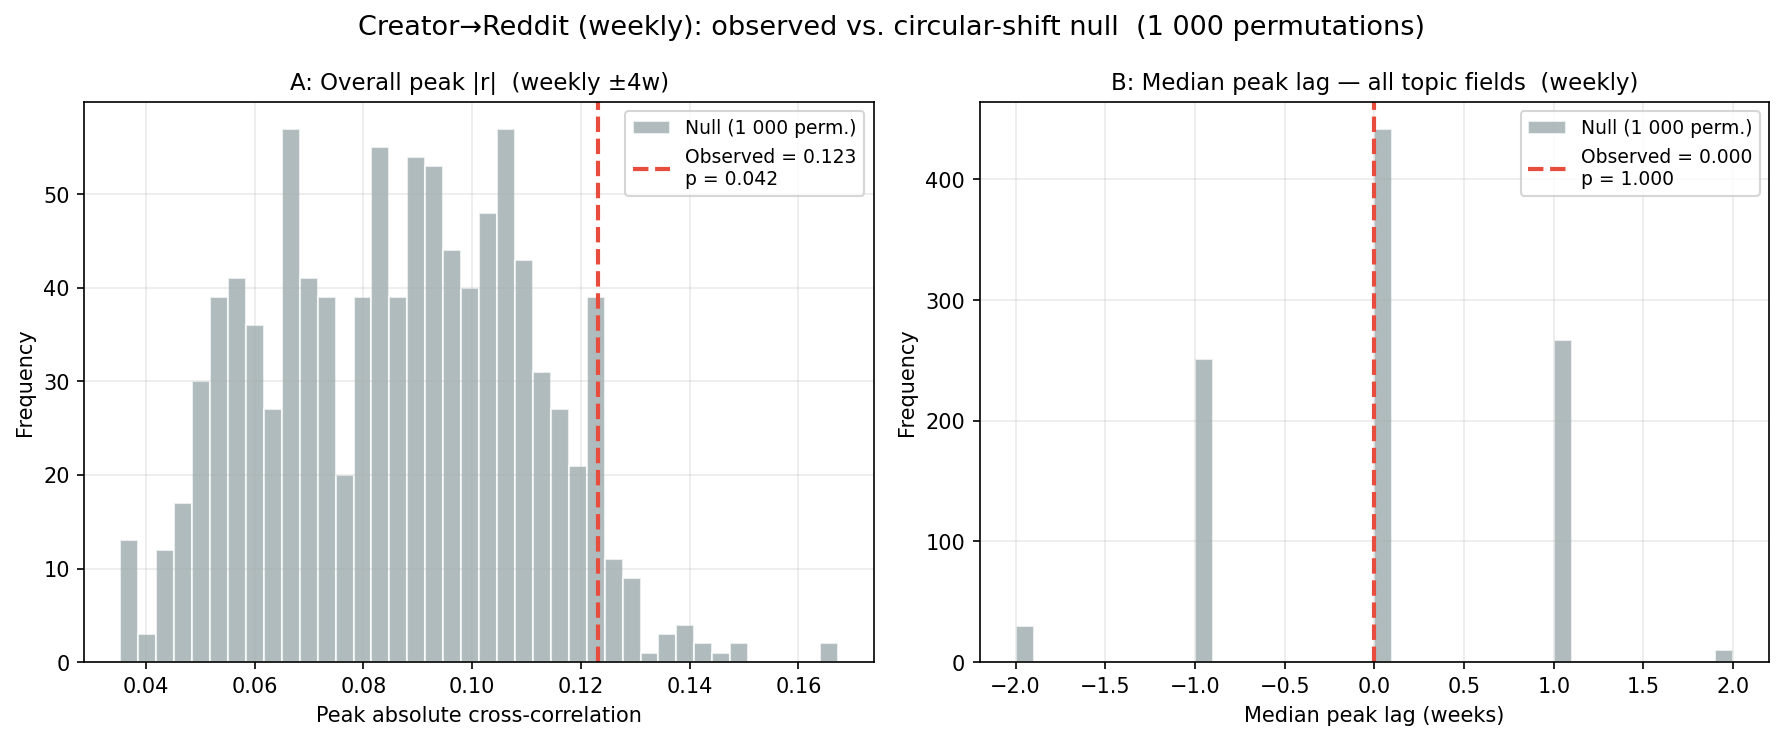 Creator→Reddit (weekly): observed vs. circular-shift null  (1 000 permutations)
A: Overall peak |r|  (weekly ±4w)
Null (1 000 perm.)
Observed = 0.123
p = 0.042
Frequency
0
10
20
30
40
50
0.04
0.06
0.08
0.10
0.12
0.14
0.16
Peak absolute cross-correlation
B: Median peak lag — all topic fields  (weekly)
Null (1 000 perm.)
Observed = 0.000
p = 1.000
Frequency
0
100
200
300
400
−2.0
−1.5
−1.0
−0.5
0.0
0.5
1.0
1.5
2.0
Median peak lag (weeks)